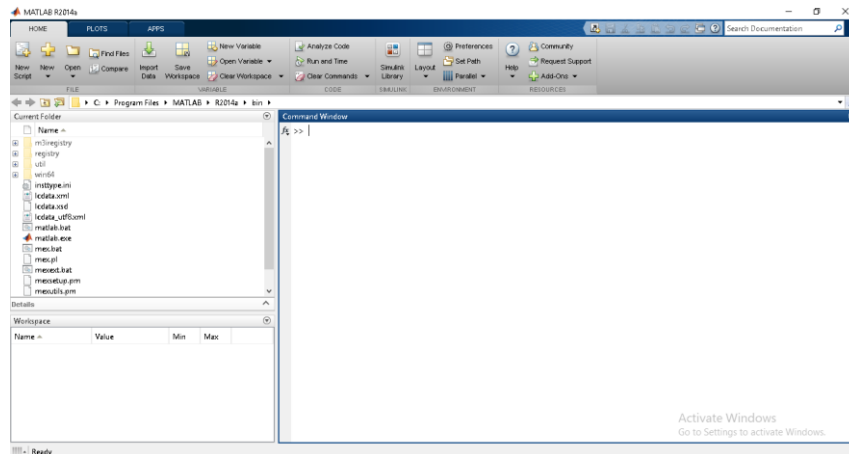 MATLAB R2014a
HOME PLOTS APPS
Search Documentation
New Script
New
Open
Find Files
Compare
Import Data
Save Workspace
New Variable
Open Variable
Clear Workspace
Analyze Code
Run and Time
Clear Commands
Simulink Library
Layout
Preferences
Set Path
Parallel
Help
Community
Request Support
Add-Ons
FILE VARIABLE CODE SIMULINK ENVIRONMENT RESOURCES
C: Program Files MATLAB R2014a bin
Current Folder
Name
m3iregistry
registry
util
win64
insttype.ini
lcdata.xml
lcdata.xsd
lcdata_utf8.xml
matlab.bat
matlab.exe
mex.bat
mex.pl
mexext.bat
mexsetup.pm
mexutils.pm
Details
Workspace
Name Value Min Max
Command Window
fx >>
Activate Windows
Go to Settings to activate Windows.
Ready